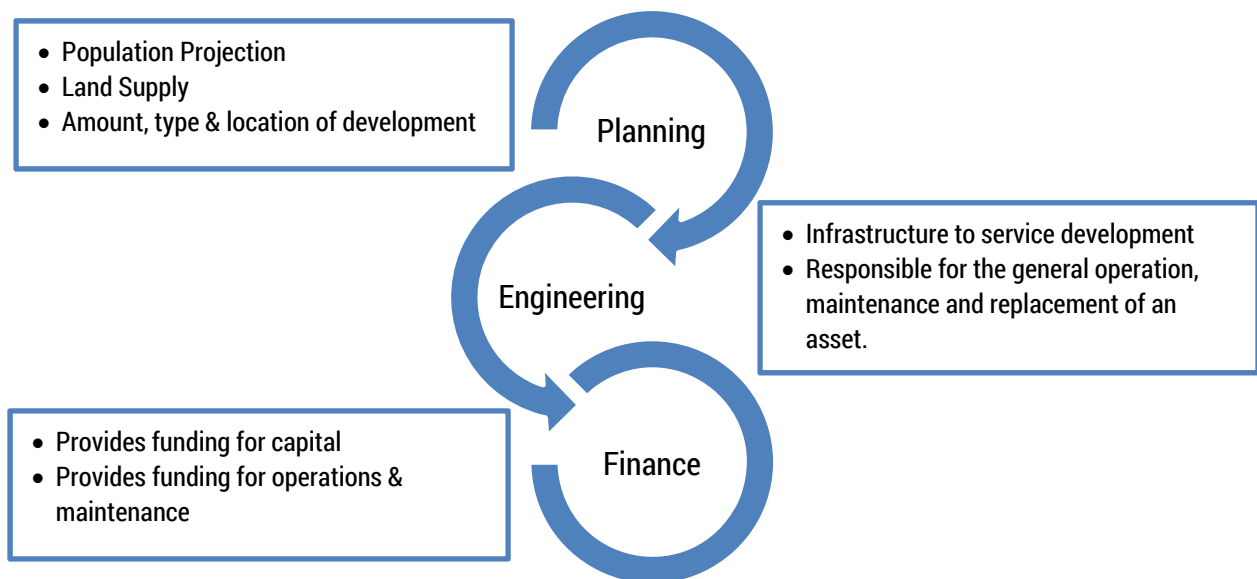 • Population Projection
• Land Supply
• Amount, type & location of development
Planning
• Infrastructure to service development
• Responsible for the general operation,
maintenance and replacement of an
asset.
Engineering
• Provides funding for capital
• Provides funding for operations &
maintenance
Finance